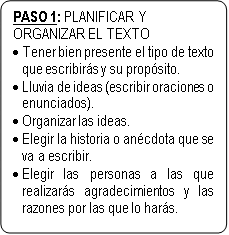 PASO 1: PLANIFICAR Y
ORGANIZAR EL TEXTO
• Tener bien presente el tipo de texto
que escribirás y su propósito.
• Lluvia de ideas (escribir oraciones o
enunciados).
• Organizar las ideas.
• Elegir la historia o anécdota que se
va a escribir.
• Elegir las personas a las que
realizarás agradecimientos y las
razones por las que lo harás.